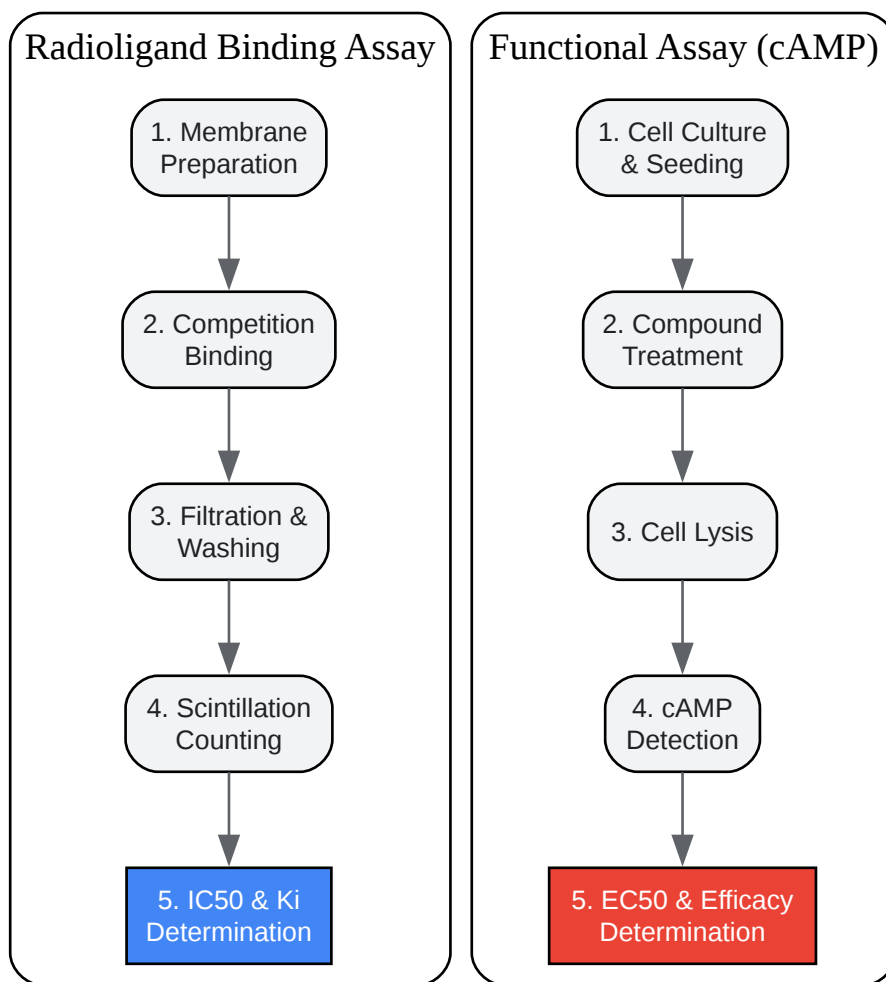 Radioligand Binding Assay
1. Membrane
Preparation
2. Competition
Binding
3. Filtration &
Washing
4. Scintillation
Counting
5. IC50 & Ki
Determination
Functional Assay (cAMP)
1. Cell Culture
& Seeding
2. Compound
Treatment
3. Cell Lysis
4. cAMP
Detection
5. EC50 & Efficacy
Determination